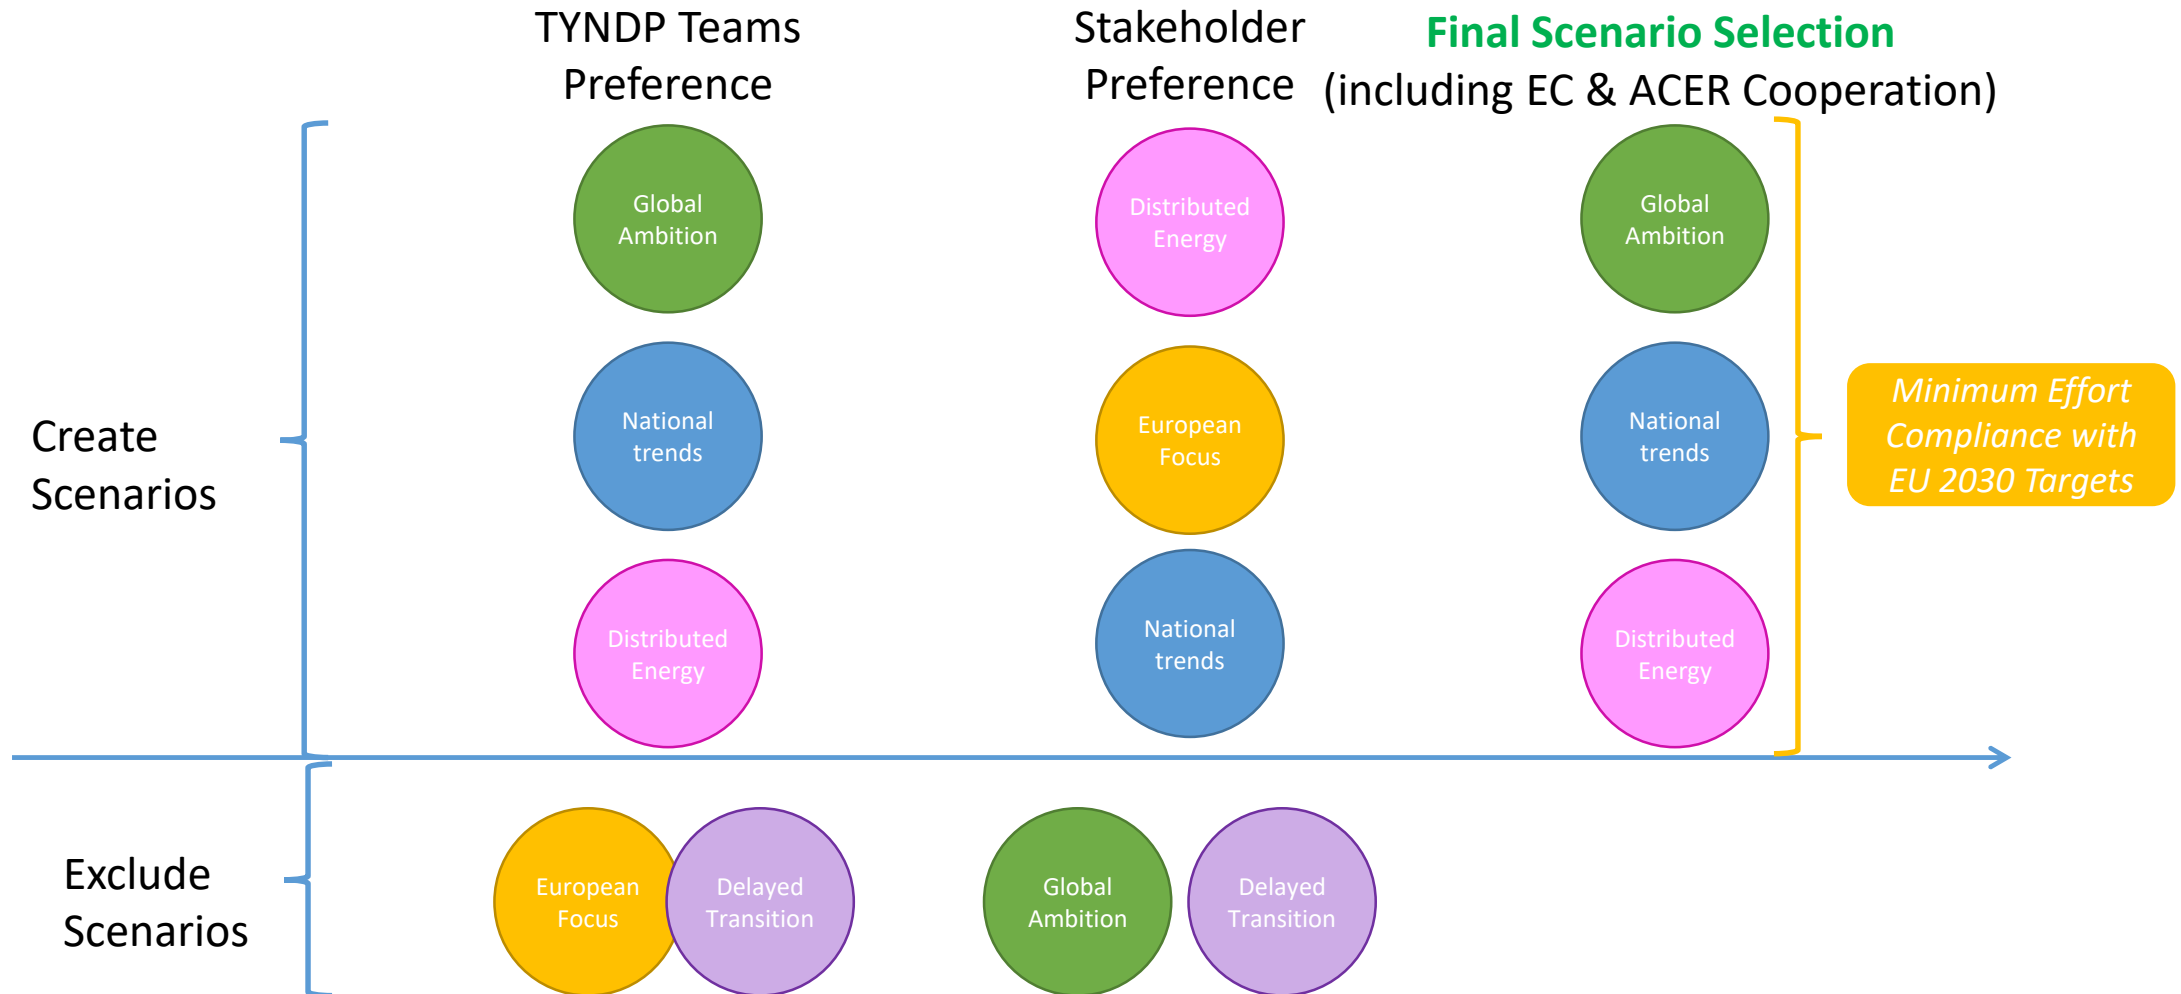 TYNDP Teams
Preference
Stakeholder
Preference
Final Scenario Selection
(including EC & ACER Cooperation)
Create
Scenarios
Global
Ambition
National
trends
Distributed
Energy
Distributed
Energy
European
Focus
National
trends
Global
Ambition
National
trends
Distributed
Energy
Minimum Effort
Compliance with
EU 2030 Targets
Exclude
Scenarios
European
Focus
Delayed
Transition
Global
Ambition
Delayed
Transition